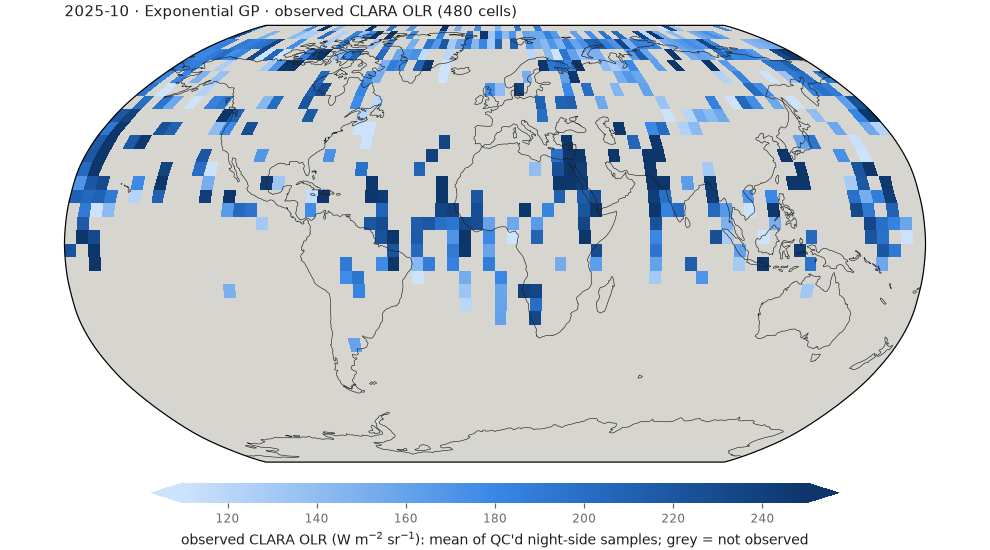 2025-10 · Exponential GP · observed CLARA OLR (480 cells)
120 140 160 180 200 220 240
observed CLARA OLR (W m⁻² sr⁻¹): mean of QC'd night-side samples; grey = not observed